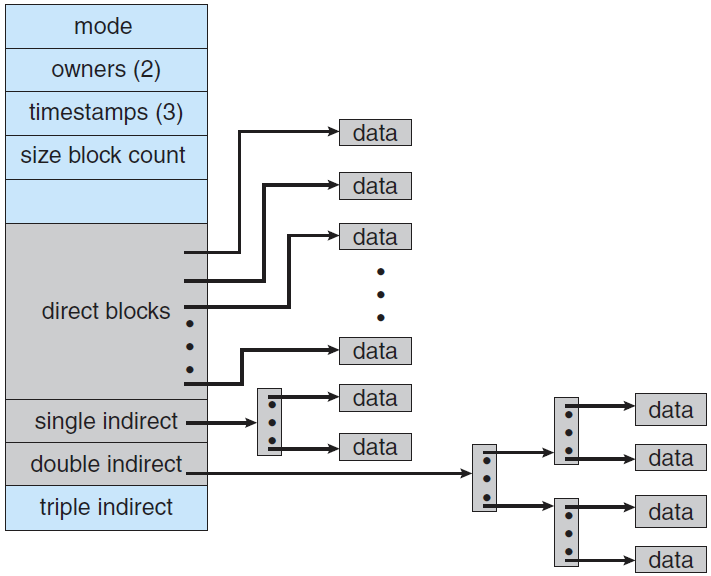 mode
owners (2)
timestamps (3)
size block count
direct blocks
single indirect
double indirect
triple indirect
data
data
data
data
data
data
data
data
data
data